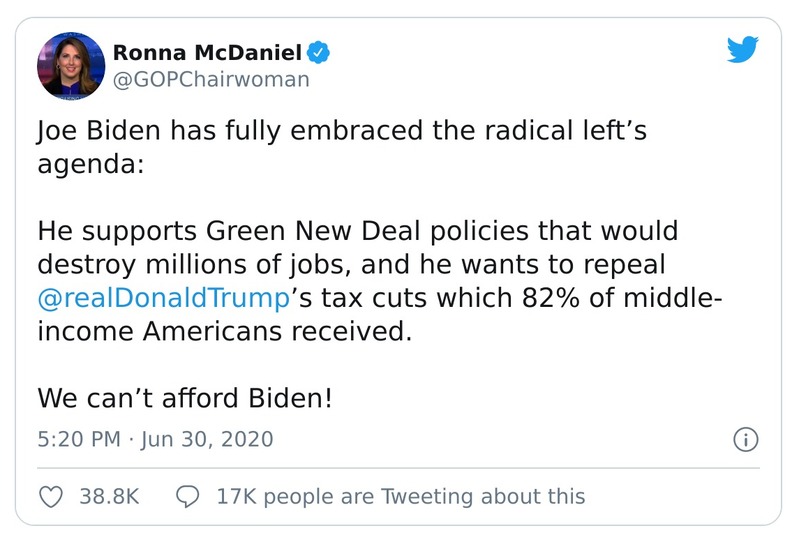 Ronna McDaniel
@GOPChairwoman
Joe Biden has fully embraced the radical left’s
agenda:
He supports Green New Deal policies that would
destroy millions of jobs, and he wants to repeal
@realDonaldTrump’s tax cuts which 82% of middle-
income Americans received.
We can’t afford Biden!
5:20 PM · Jun 30, 2020
38.8K 17K people are Tweeting about this